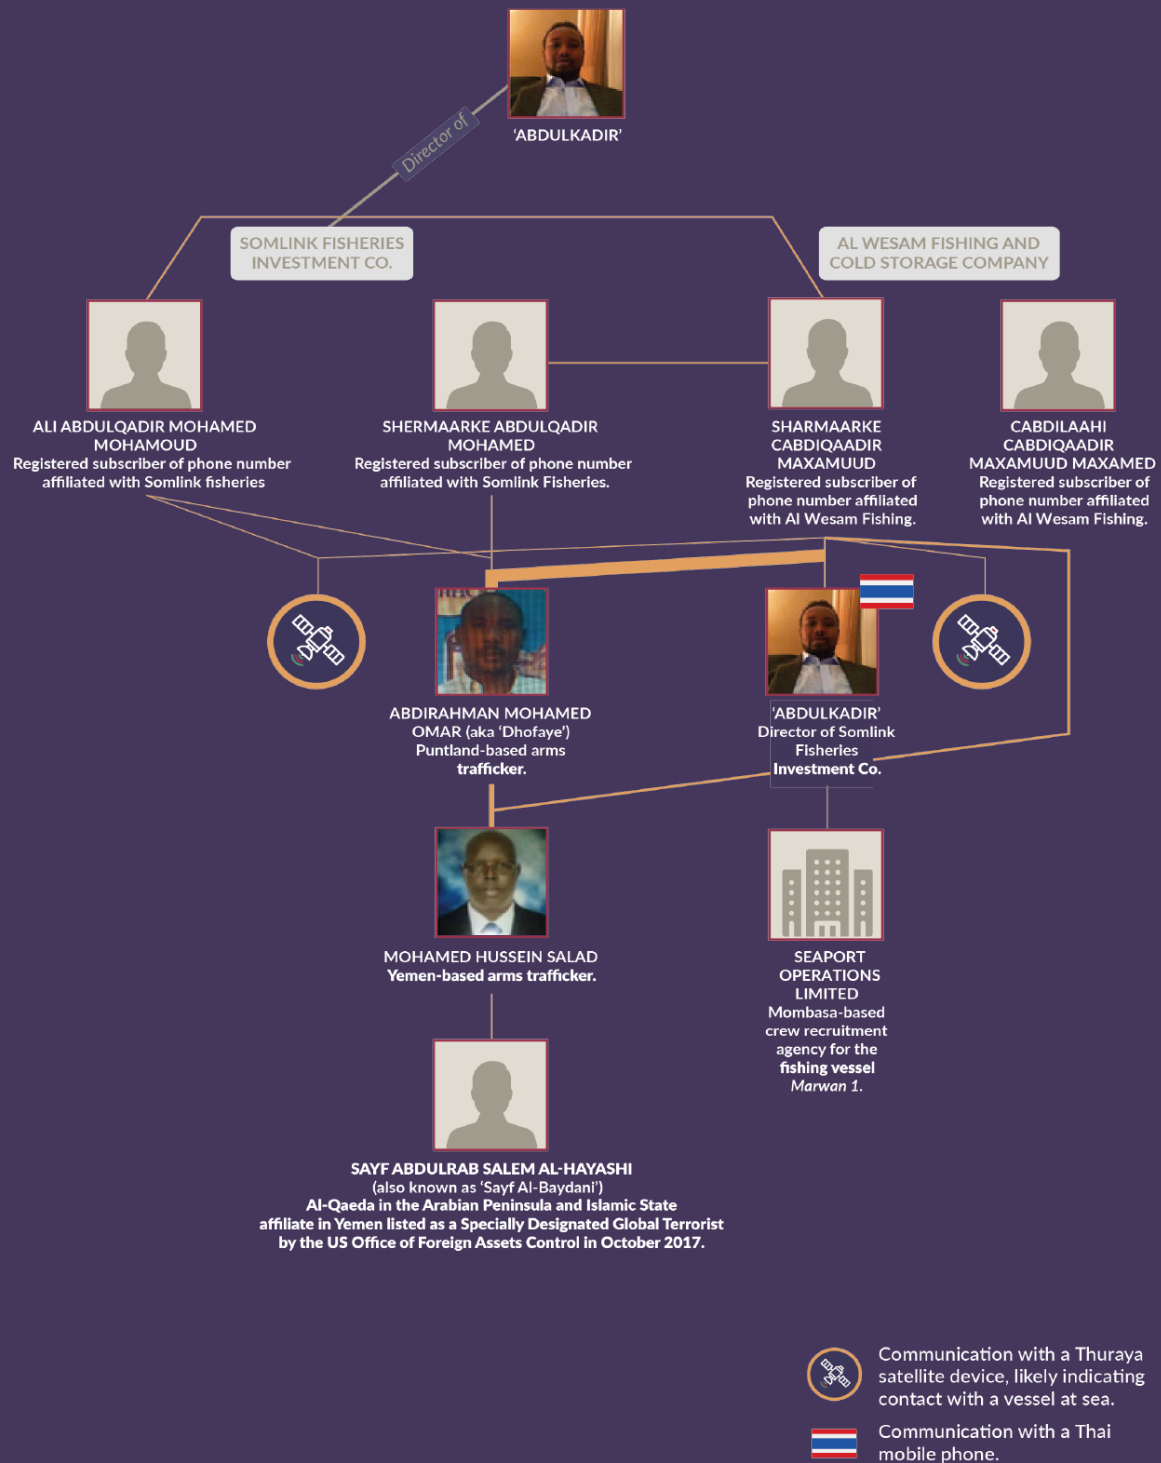 'ABDULKADIR'
Director of
SOMLINK FISHERIES
INVESTMENT CO.
AL WESAM FISHING AND
COLD STORAGE COMPANY
ALI ABDULQADIR MOHAMED
MOHAMOUD
Registered subscriber of phone number
affiliated with Somlink fisheries
SHERMAARKE ABDULQADIR
MOHAMED
Registered subscriber of phone number
affiliated with Somlink Fisheries.
SHARMAARKE
CABDIQAADIR
MAXAMUUD
Registered subscriber of
phone number affiliated
with Al Wesam Fishing.
CABDILAAHI
CABDIQAADIR
MAXAMUUD MAXAMED
Registered subscriber of
phone number affiliated
with Al Wesam Fishing.
ABDIRAHMAN MOHAMED
OMAR (aka 'Dhofaye')
Puntland-based arms
trafficker.
'ABDULKADIR'
Director of Somlink
Fisheries
Investment Co.
MOHAMED HUSSEIN SALAD
Yemen-based arms trafficker.
SEAPORT
OPERATIONS
LIMITED
Mombasa-based
crew recruitment
agency for the
fishing vessel
Marwan 1.
SAYF ABDULRAB SALEM AL-HAYASHI
(also known as 'Sayf Al-Baydani')
Al-Qaeda in the Arabian Peninsula and Islamic State
affiliate in Yemen listed as a Specially Designated Global Terrorist
by the US Office of Foreign Assets Control in October 2017.
Communication with a Thuraya
satellite device, likely indicating
contact with a vessel at sea.
Communication with a Thai
mobile phone.